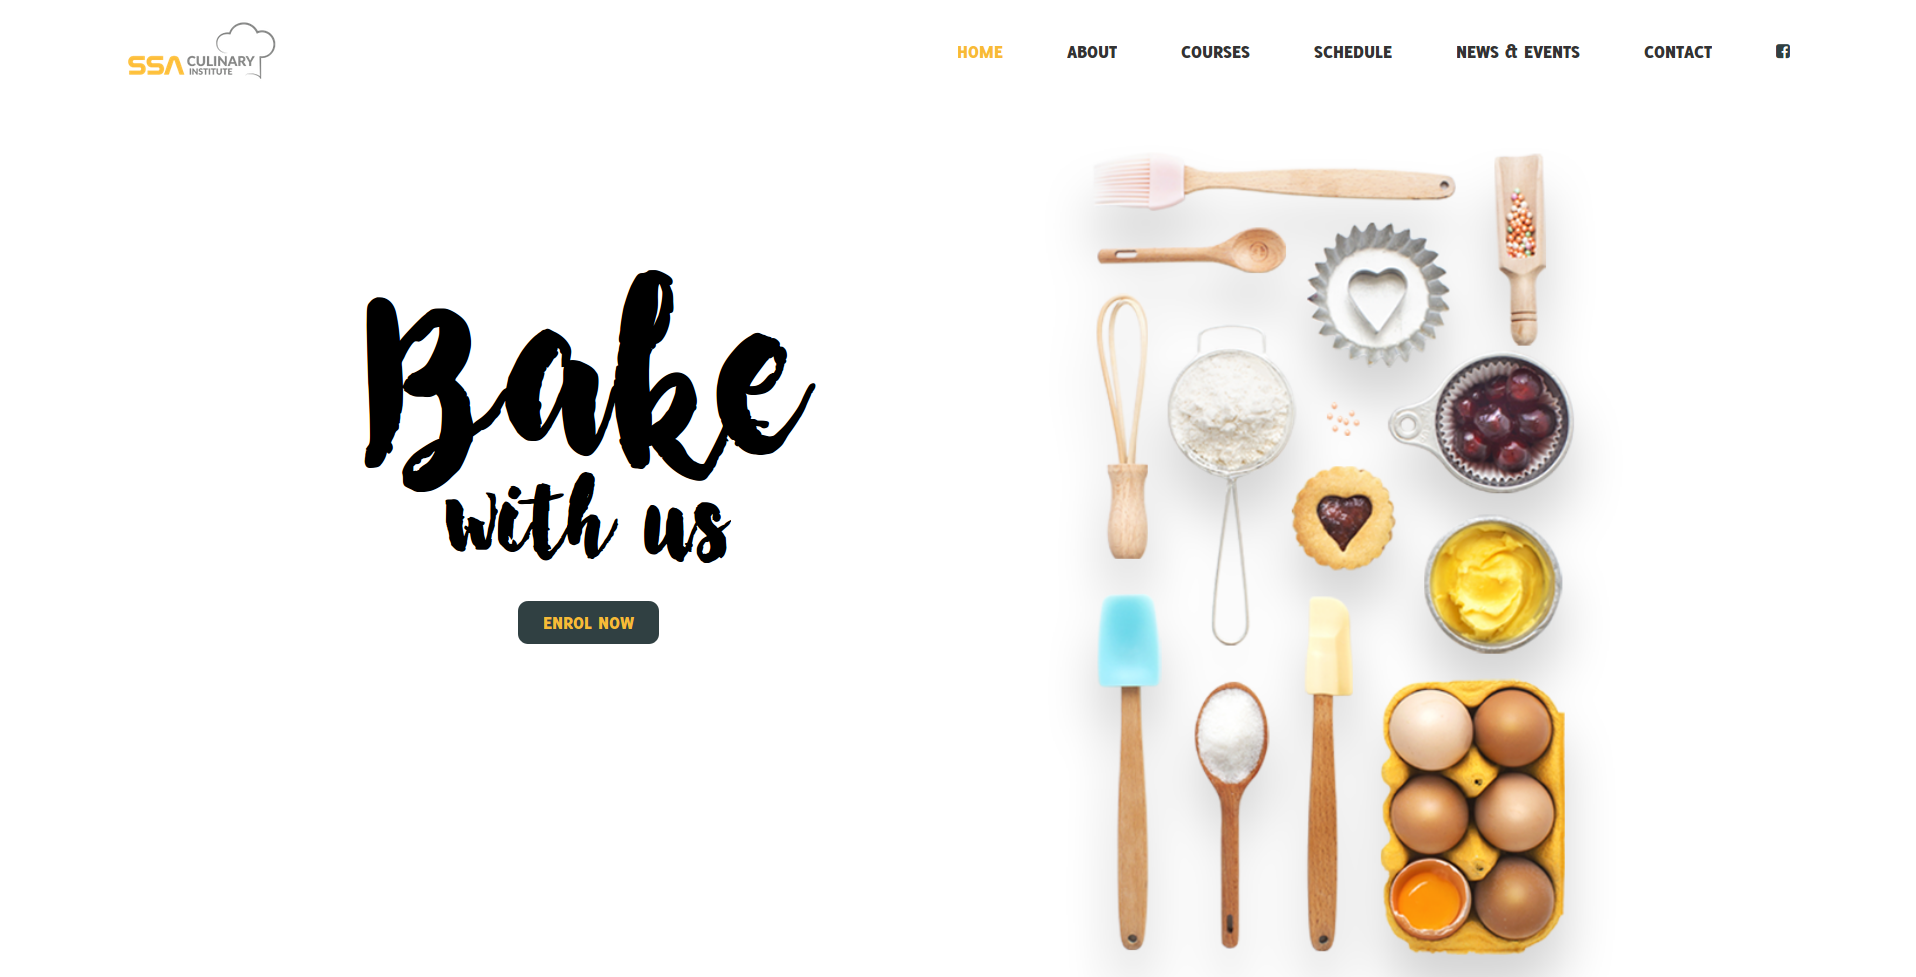 SSA CULINARY
INSTITUTE
HOME ABOUT COURSES SCHEDULE NEWS & EVENTS CONTACT
Bake
with us
ENROL NOW